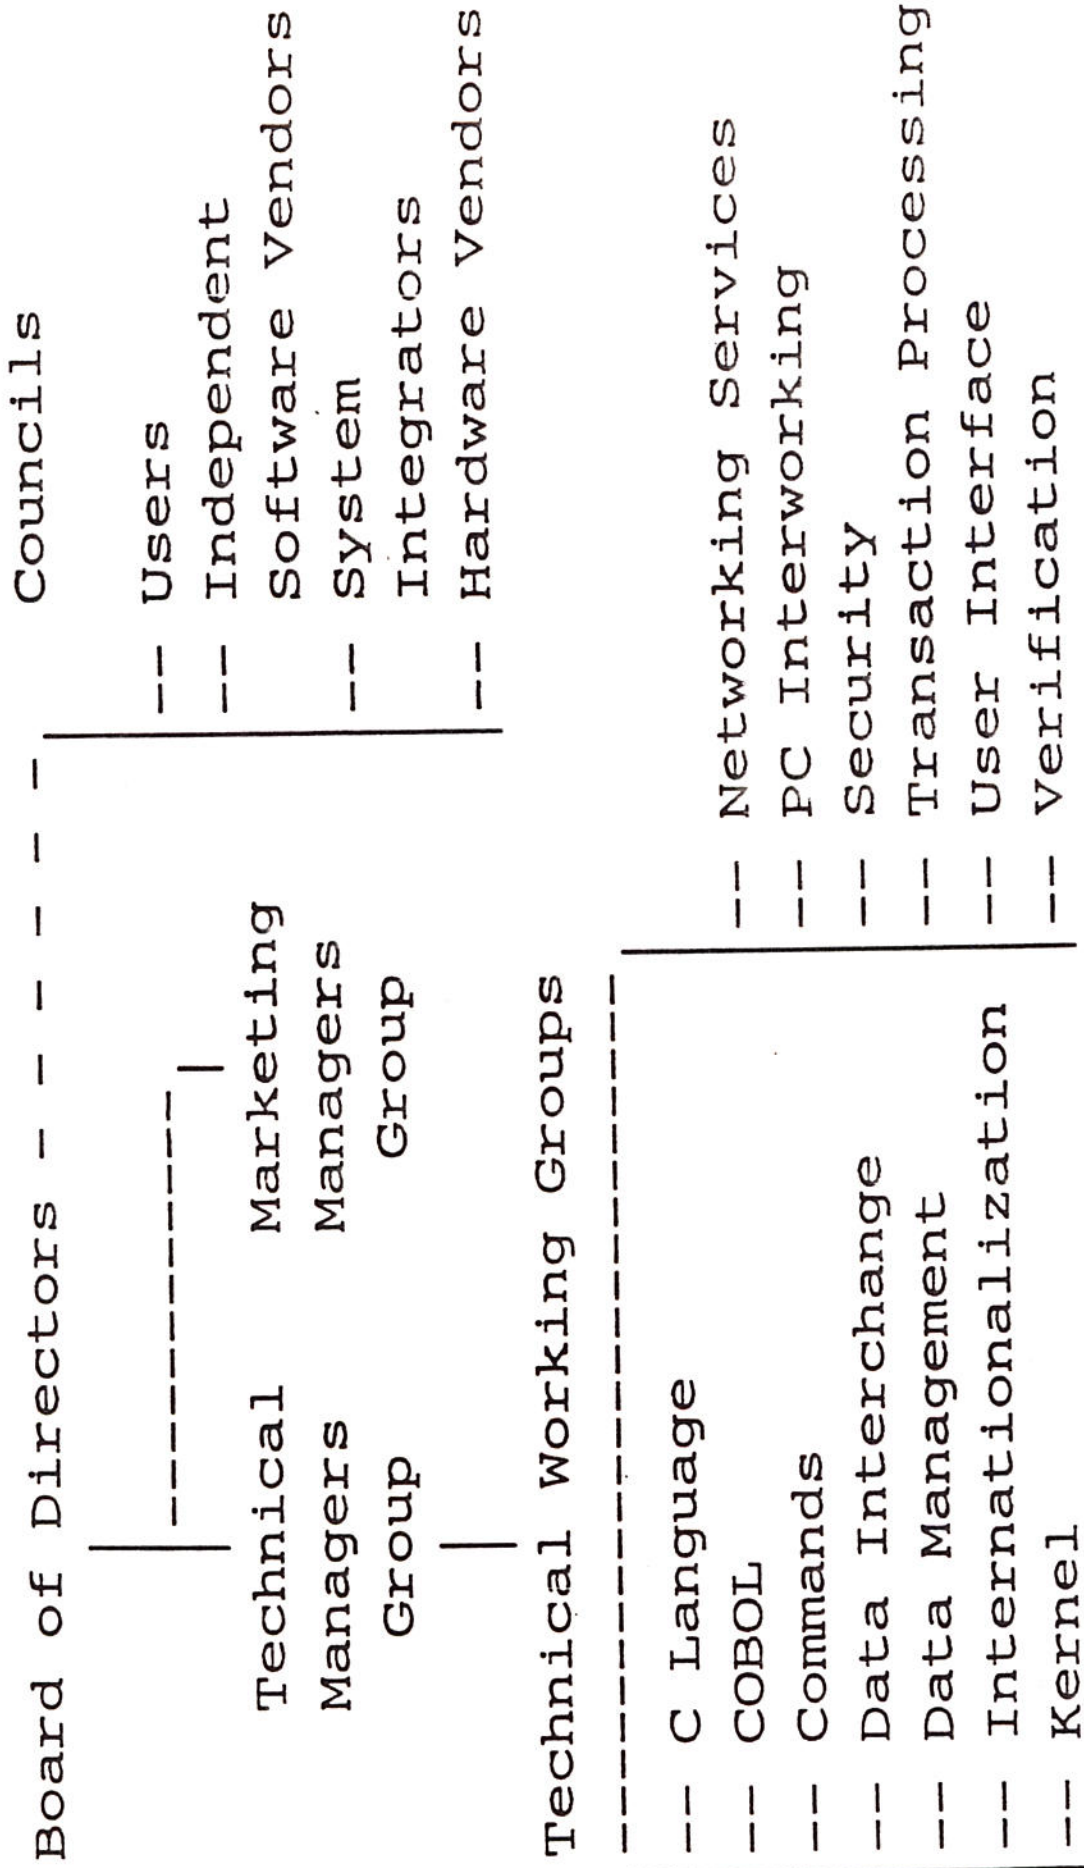 Councils
Board of Directors - - - - - -
-- Users
-- Independent
Software Vendors
-- System
Integrators
-- Hardware Vendors
Technical Marketing
Managers Managers
Group Group
Technical Working Groups
-- C Language
-- COBOL
-- Commands
-- Data Interchange
-- Data Management
-- Internationalization
-- Kernel
-- Networking Services
-- PC Interworking
-- Security
-- Transaction Processing
-- User Interface
-- Verification